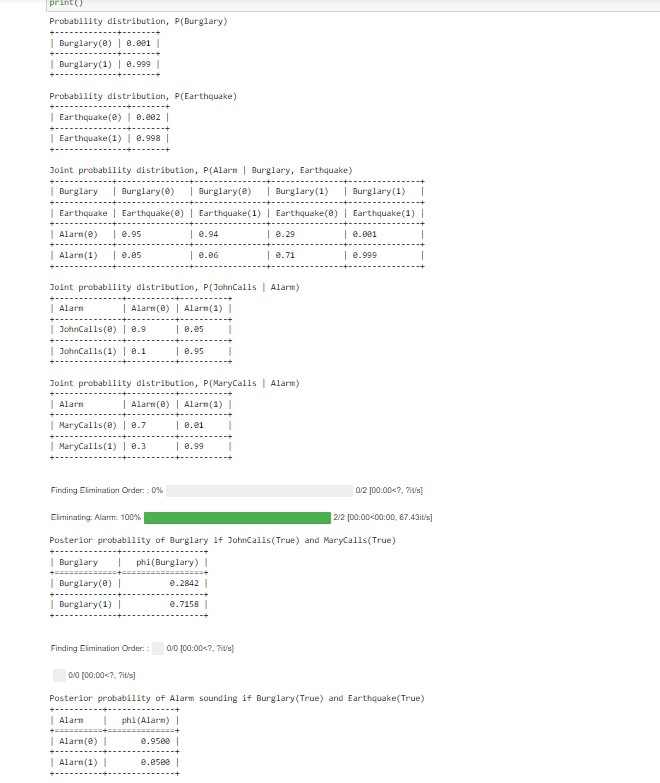 print()
Probability distribution, P(Burglary)
+-------------+-------+
| Burglary(0) | 0.001 |
+-------------+-------+
| Burglary(1) | 0.999 |
+-------------+-------+
Probability distribution, P(Earthquake)
+---------------+-------+
| Earthquake(0) | 0.002 |
+---------------+-------+
| Earthquake(1) | 0.998 |
+---------------+-------+
Joint probability distribution, P(Alarm | Burglary, Earthquake)
+------------+---------------+---------------+---------------+---------------+
| Burglary | Burglary(0) | Burglary(0) | Burglary(1) | Burglary(1) |
+------------+---------------+---------------+---------------+---------------+
| Earthquake | Earthquake(0) | Earthquake(1) | Earthquake(0) | Earthquake(1) |
+------------+---------------+---------------+---------------+---------------+
| Alarm(0) | 0.95 | 0.94 | 0.29 | 0.001 |
+------------+---------------+---------------+---------------+---------------+
| Alarm(1) | 0.05 | 0.06 | 0.71 | 0.999 |
+------------+---------------+---------------+---------------+---------------+
Joint probability distribution, P(JohnCalls | Alarm)
+--------------+----------+----------+
| Alarm | Alarm(0) | Alarm(1) |
+--------------+----------+----------+
| JohnCalls(0) | 0.9 | 0.05 |
+--------------+----------+----------+
| JohnCalls(1) | 0.1 | 0.95 |
+--------------+----------+----------+
Joint probability distribution, P(MaryCalls | Alarm)
+--------------+----------+----------+
| Alarm | Alarm(0) | Alarm(1) |
+--------------+----------+----------+
| MaryCalls(0) | 0.7 | 0.01 |
+--------------+----------+----------+
| MaryCalls(1) | 0.3 | 0.99 |
+--------------+----------+----------+
Finding Elimination Order: : 0% 0/2 [00:00<?, ?it/s]
Eliminating: Alarm: 100% 2/2 [00:00<00:00, 67.43it/s]
Posterior probability of Burglary if JohnCalls(True) and MaryCalls(True)
+-------------+-----------------+
| Burglary | phi(Burglary) |
+=============+=================+
| Burglary(0) | 0.2842 |
+-------------+-----------------+
| Burglary(1) | 0.7158 |
+-------------+-----------------+
Finding Elimination Order: : 0/0 [00:00<?, ?it/s]
0/0 [00:00<?, ?it/s]
Posterior probability of Alarm sounding if Burglary(True) and Earthquake(True)
+----------+--------------+
| Alarm | phi(Alarm) |
+==========+==============+
| Alarm(0) | 0.9500 |
+----------+--------------+
| Alarm(1) | 0.0500 |
+----------+--------------+